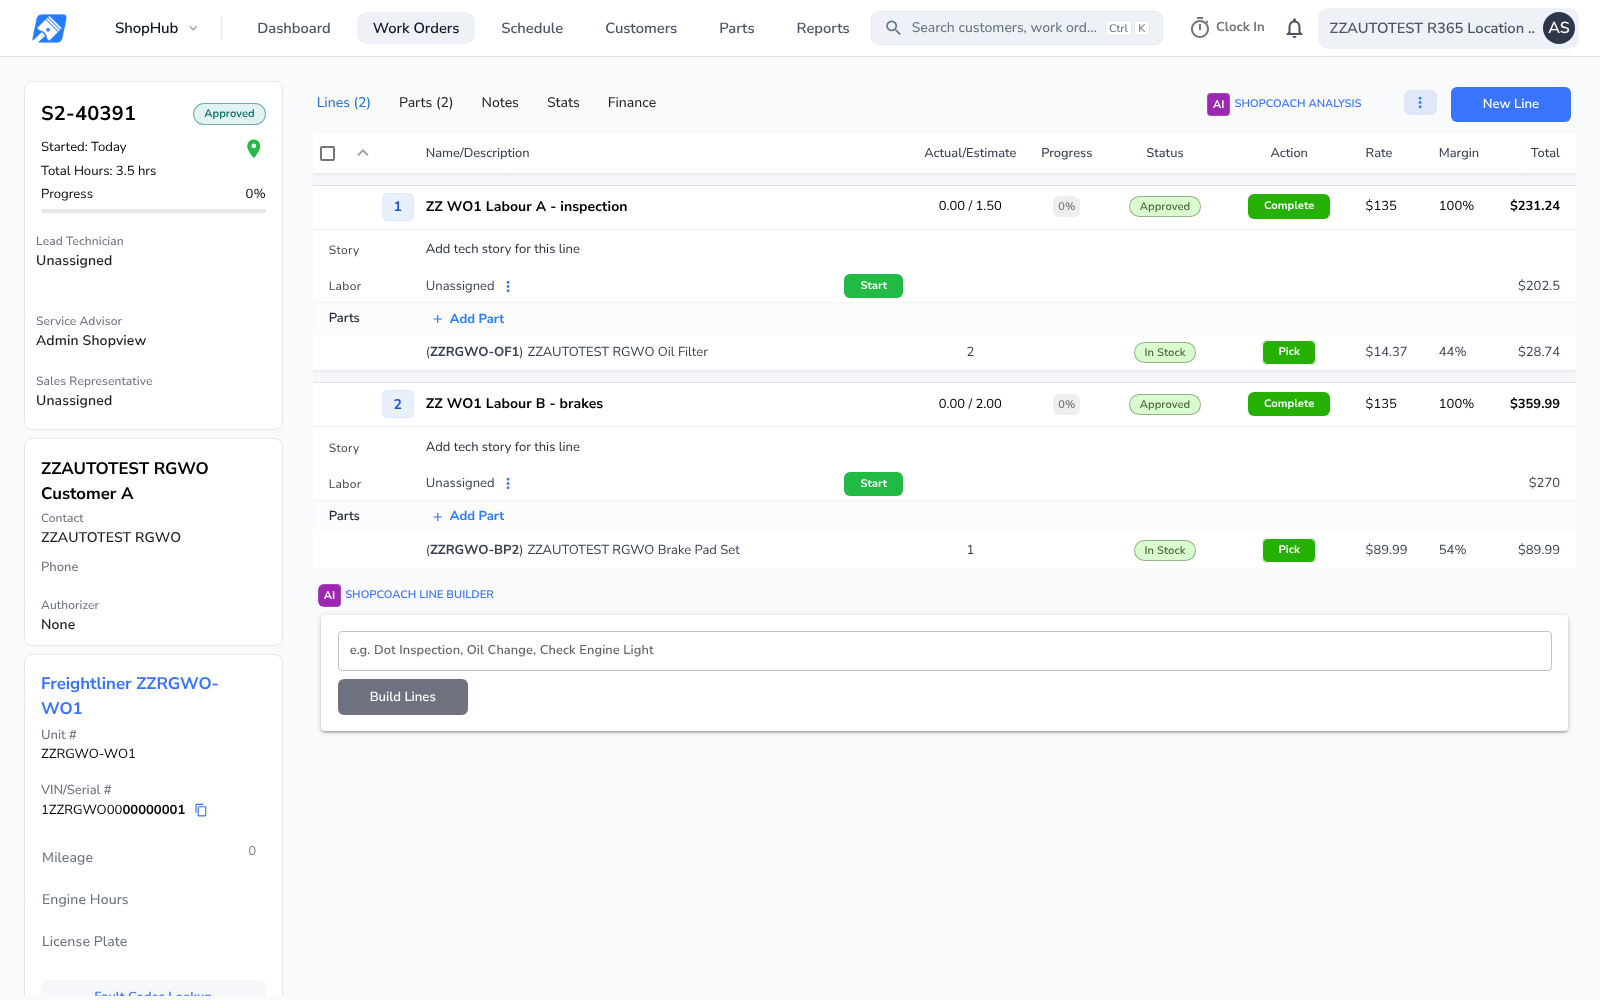 ShopHub
Dashboard
Work Orders
Schedule
Customers
Parts
Reports
Search customers, work ord...
Ctrl K
Clock In
ZZAUTOTEST R365 Location ..
AS
S2-40391
Approved
Started: Today
Total Hours: 3.5 hrs
Progress 0%
Lead Technician
Unassigned
Service Advisor
Admin Shopview
Sales Representative
Unassigned
ZZAUTOTEST RGWO
Customer A
Contact
ZZAUTOTEST RGWO
Phone
Authorizer
None
Freightliner ZZRGWO-
WO1
Unit #
ZZRGWO-WO1
VIN/Serial #
1ZZRGWO0000000001
Mileage 0
Engine Hours
License Plate
Fault Codes Lookup
Lines (2)
Parts (2)
Notes
Stats
Finance
AI SHOPCOACH ANALYSIS
New Line
Name/Description Actual/Estimate Progress Status Action Rate Margin Total
1 ZZ WO1 Labour A - inspection 0.00 / 1.50 0% Approved Complete $135 100% $231.24
Story Add tech story for this line
Labor Unassigned Start $202.5
Parts + Add Part
(ZZRGWO-OF1) ZZAUTOTEST RGWO Oil Filter 2 In Stock Pick $14.37 44% $28.74
2 ZZ WO1 Labour B - brakes 0.00 / 2.00 0% Approved Complete $135 100% $359.99
Story Add tech story for this line
Labor Unassigned Start $270
Parts + Add Part
(ZZRGWO-BP2) ZZAUTOTEST RGWO Brake Pad Set 1 In Stock Pick $89.99 54% $89.99
AI SHOPCOACH LINE BUILDER
e.g. Dot Inspection, Oil Change, Check Engine Light
Build Lines